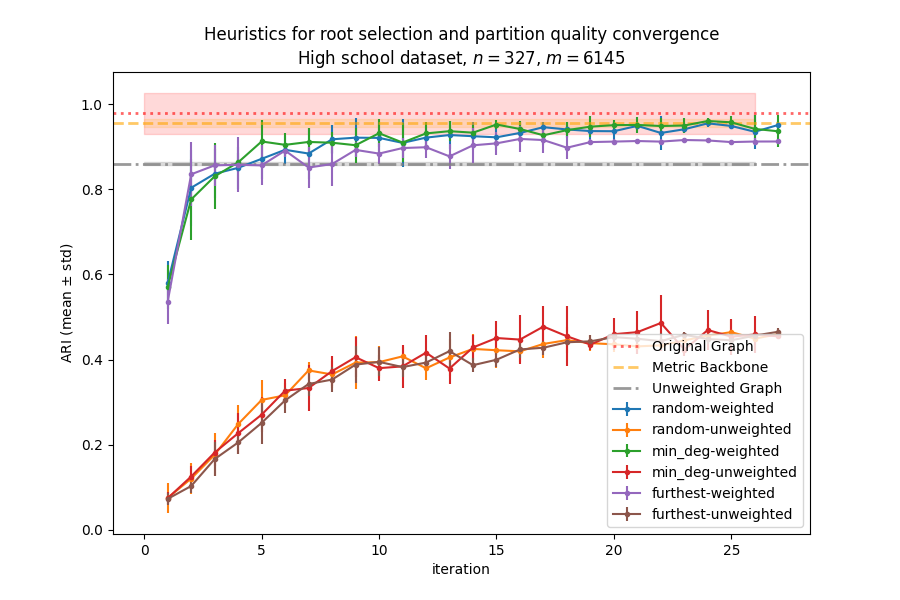 Heuristics for root selection and partition quality convergence
High school dataset, n = 327, m = 6145
ARI (mean ± std)
1.0
0.8
0.6
0.4
0.2
0.0
0
5
10
15
20
25
iteration
Original Graph
Metric Backbone
Unweighted Graph
random-weighted
random-unweighted
min_deg-weighted
min_deg-unweighted
furthest-weighted
furthest-unweighted